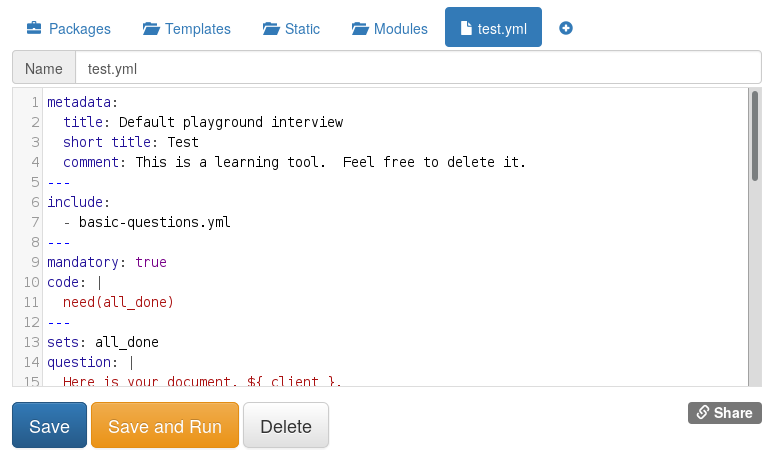 Packages Templates Static Modules test.yml
Name test.yml
1 metadata:
2   title: Default playground interview
3   short title: Test
4   comment: This is a learning tool.  Feel free to delete it.
5 ---
6 include:
7   - basic-questions.yml
8 ---
9 mandatory: true
10 code: |
11   need(all_done)
12 ---
13 sets: all_done
14 question: |
15   Here is your document, ${ client }.
Save Save and Run Delete Share